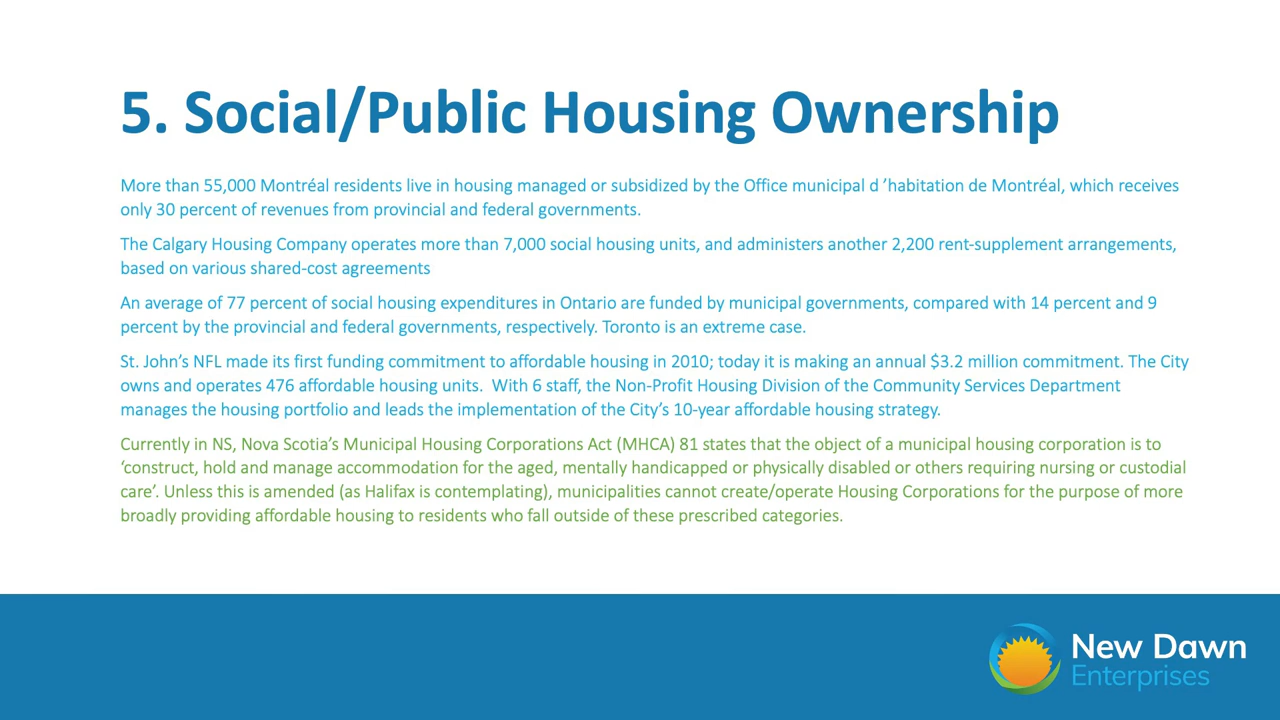 5. Social/Public Housing Ownership
More than 55,000 Montréal residents live in housing managed or subsidized by the Office municipal d ’habitation de Montréal, which receives
only 30 percent of revenues from provincial and federal governments.
The Calgary Housing Company operates more than 7,000 social housing units, and administers another 2,200 rent-supplement arrangements,
based on various shared-cost agreements
An average of 77 percent of social housing expenditures in Ontario are funded by municipal governments, compared with 14 percent and 9
percent by the provincial and federal governments, respectively. Toronto is an extreme case.
St. John’s NFL made its first funding commitment to affordable housing in 2010; today it is making an annual $3.2 million commitment. The City
owns and operates 476 affordable housing units.  With 6 staff, the Non-Profit Housing Division of the Community Services Department
manages the housing portfolio and leads the implementation of the City’s 10-year affordable housing strategy.
Currently in NS, Nova Scotia’s Municipal Housing Corporations Act (MHCA) 81 states that the object of a municipal housing corporation is to
‘construct, hold and manage accommodation for the aged, mentally handicapped or physically disabled or others requiring nursing or custodial
care’. Unless this is amended (as Halifax is contemplating), municipalities cannot create/operate Housing Corporations for the purpose of more
broadly providing affordable housing to residents who fall outside of these prescribed categories.
New Dawn
Enterprises